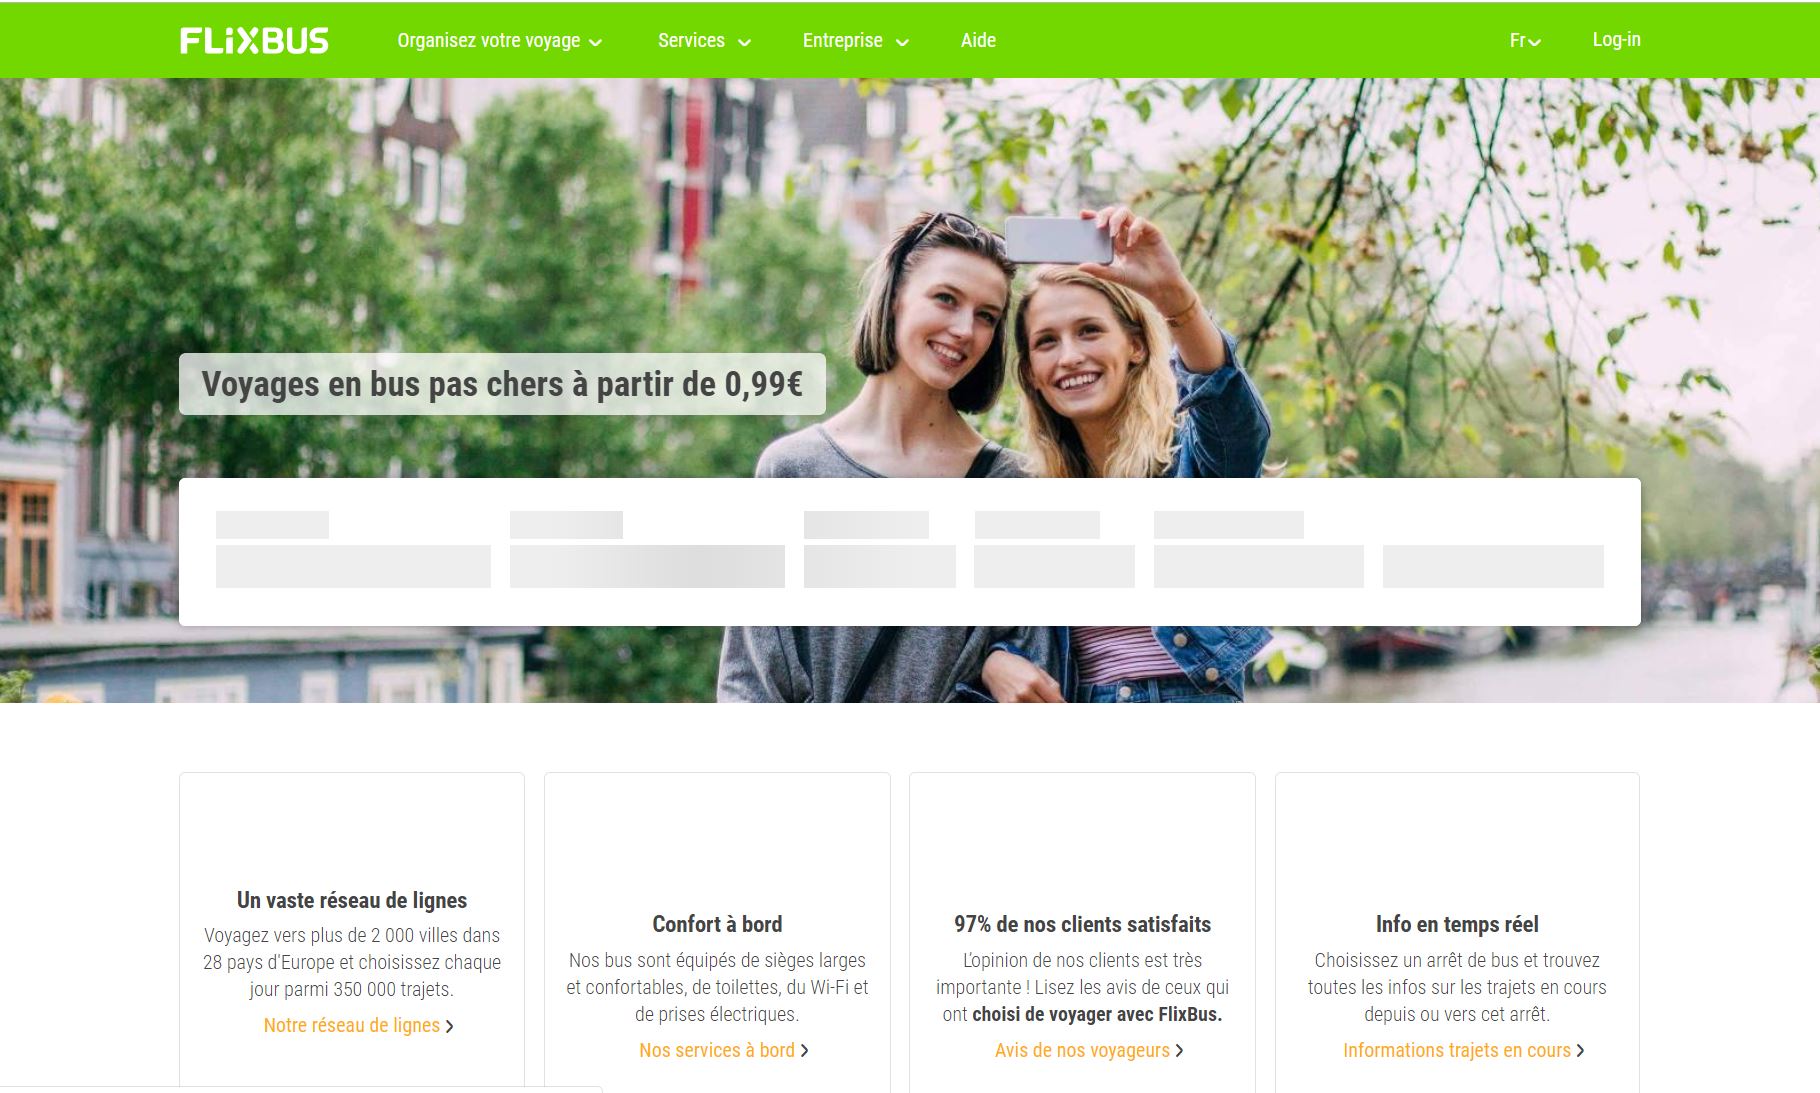 FLiXBUS
Organisez votre voyage
Services
Entreprise
Aide
Fr
Log-in
Voyages en bus pas chers à partir de 0,99€
Un vaste réseau de lignes
Voyagez vers plus de 2 000 villes dans
28 pays d'Europe et choisissez chaque
jour parmi 350 000 trajets.
Notre réseau de lignes
Confort à bord
Nos bus sont équipés de sièges larges
et confortables, de toilettes, du Wi-Fi et
de prises électriques.
Nos services à bord
97% de nos clients satisfaits
L'opinion de nos clients est très
importante ! Lisez les avis de ceux qui
ont choisi de voyager avec FlixBus.
Avis de nos voyageurs
Info en temps réel
Choisissez un arrêt de bus et trouvez
toutes les infos sur les trajets en cours
depuis ou vers cet arrêt.
Informations trajets en cours